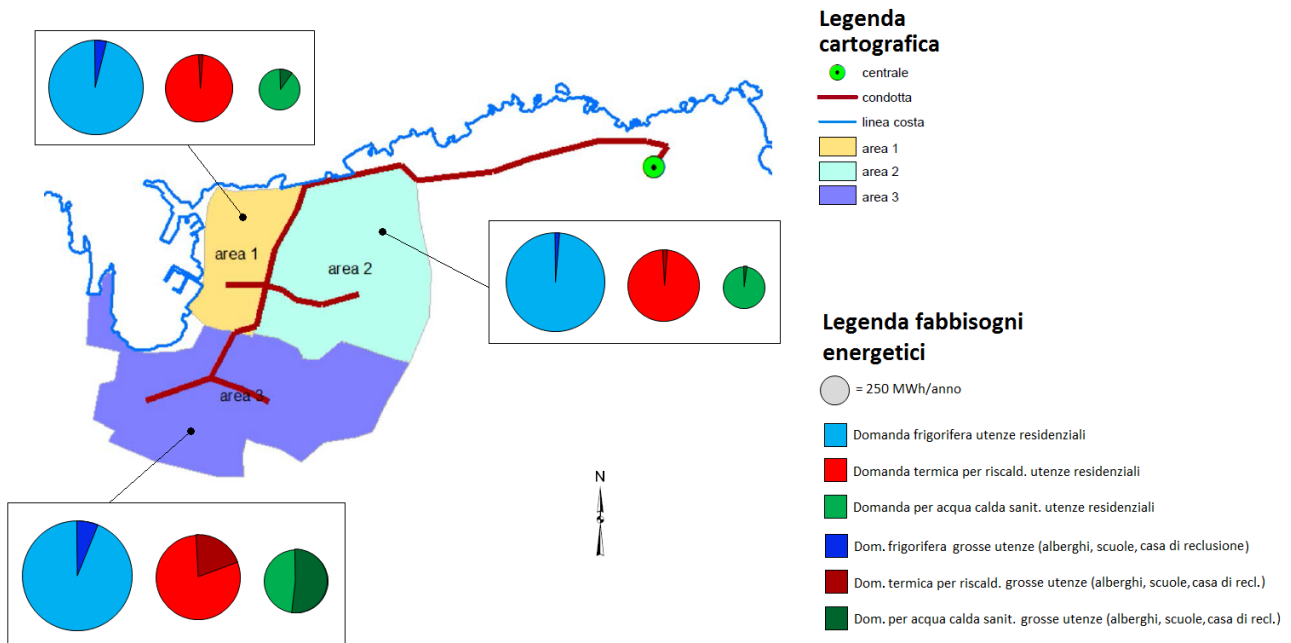 Legenda
cartografica
centrale
condotta
linea costa
area 1
area 2
area 3
area 1
area 2
area 3
N
Legenda fabbisogni
energetici
= 250 MWh/anno
Domanda frigorifera utenze residenziali
Domanda termica per riscald. utenze residenziali
Domanda per acqua calda sanit. utenze residenziali
Dom. frigorifera grosse utenze (alberghi, scuole, casa di reclusione)
Dom. termica per riscald. grosse utenze (alberghi, scuole, casa di recl.)
Dom. per acqua calda sanit. grosse utenze (alberghi, scuole, casa di recl.)